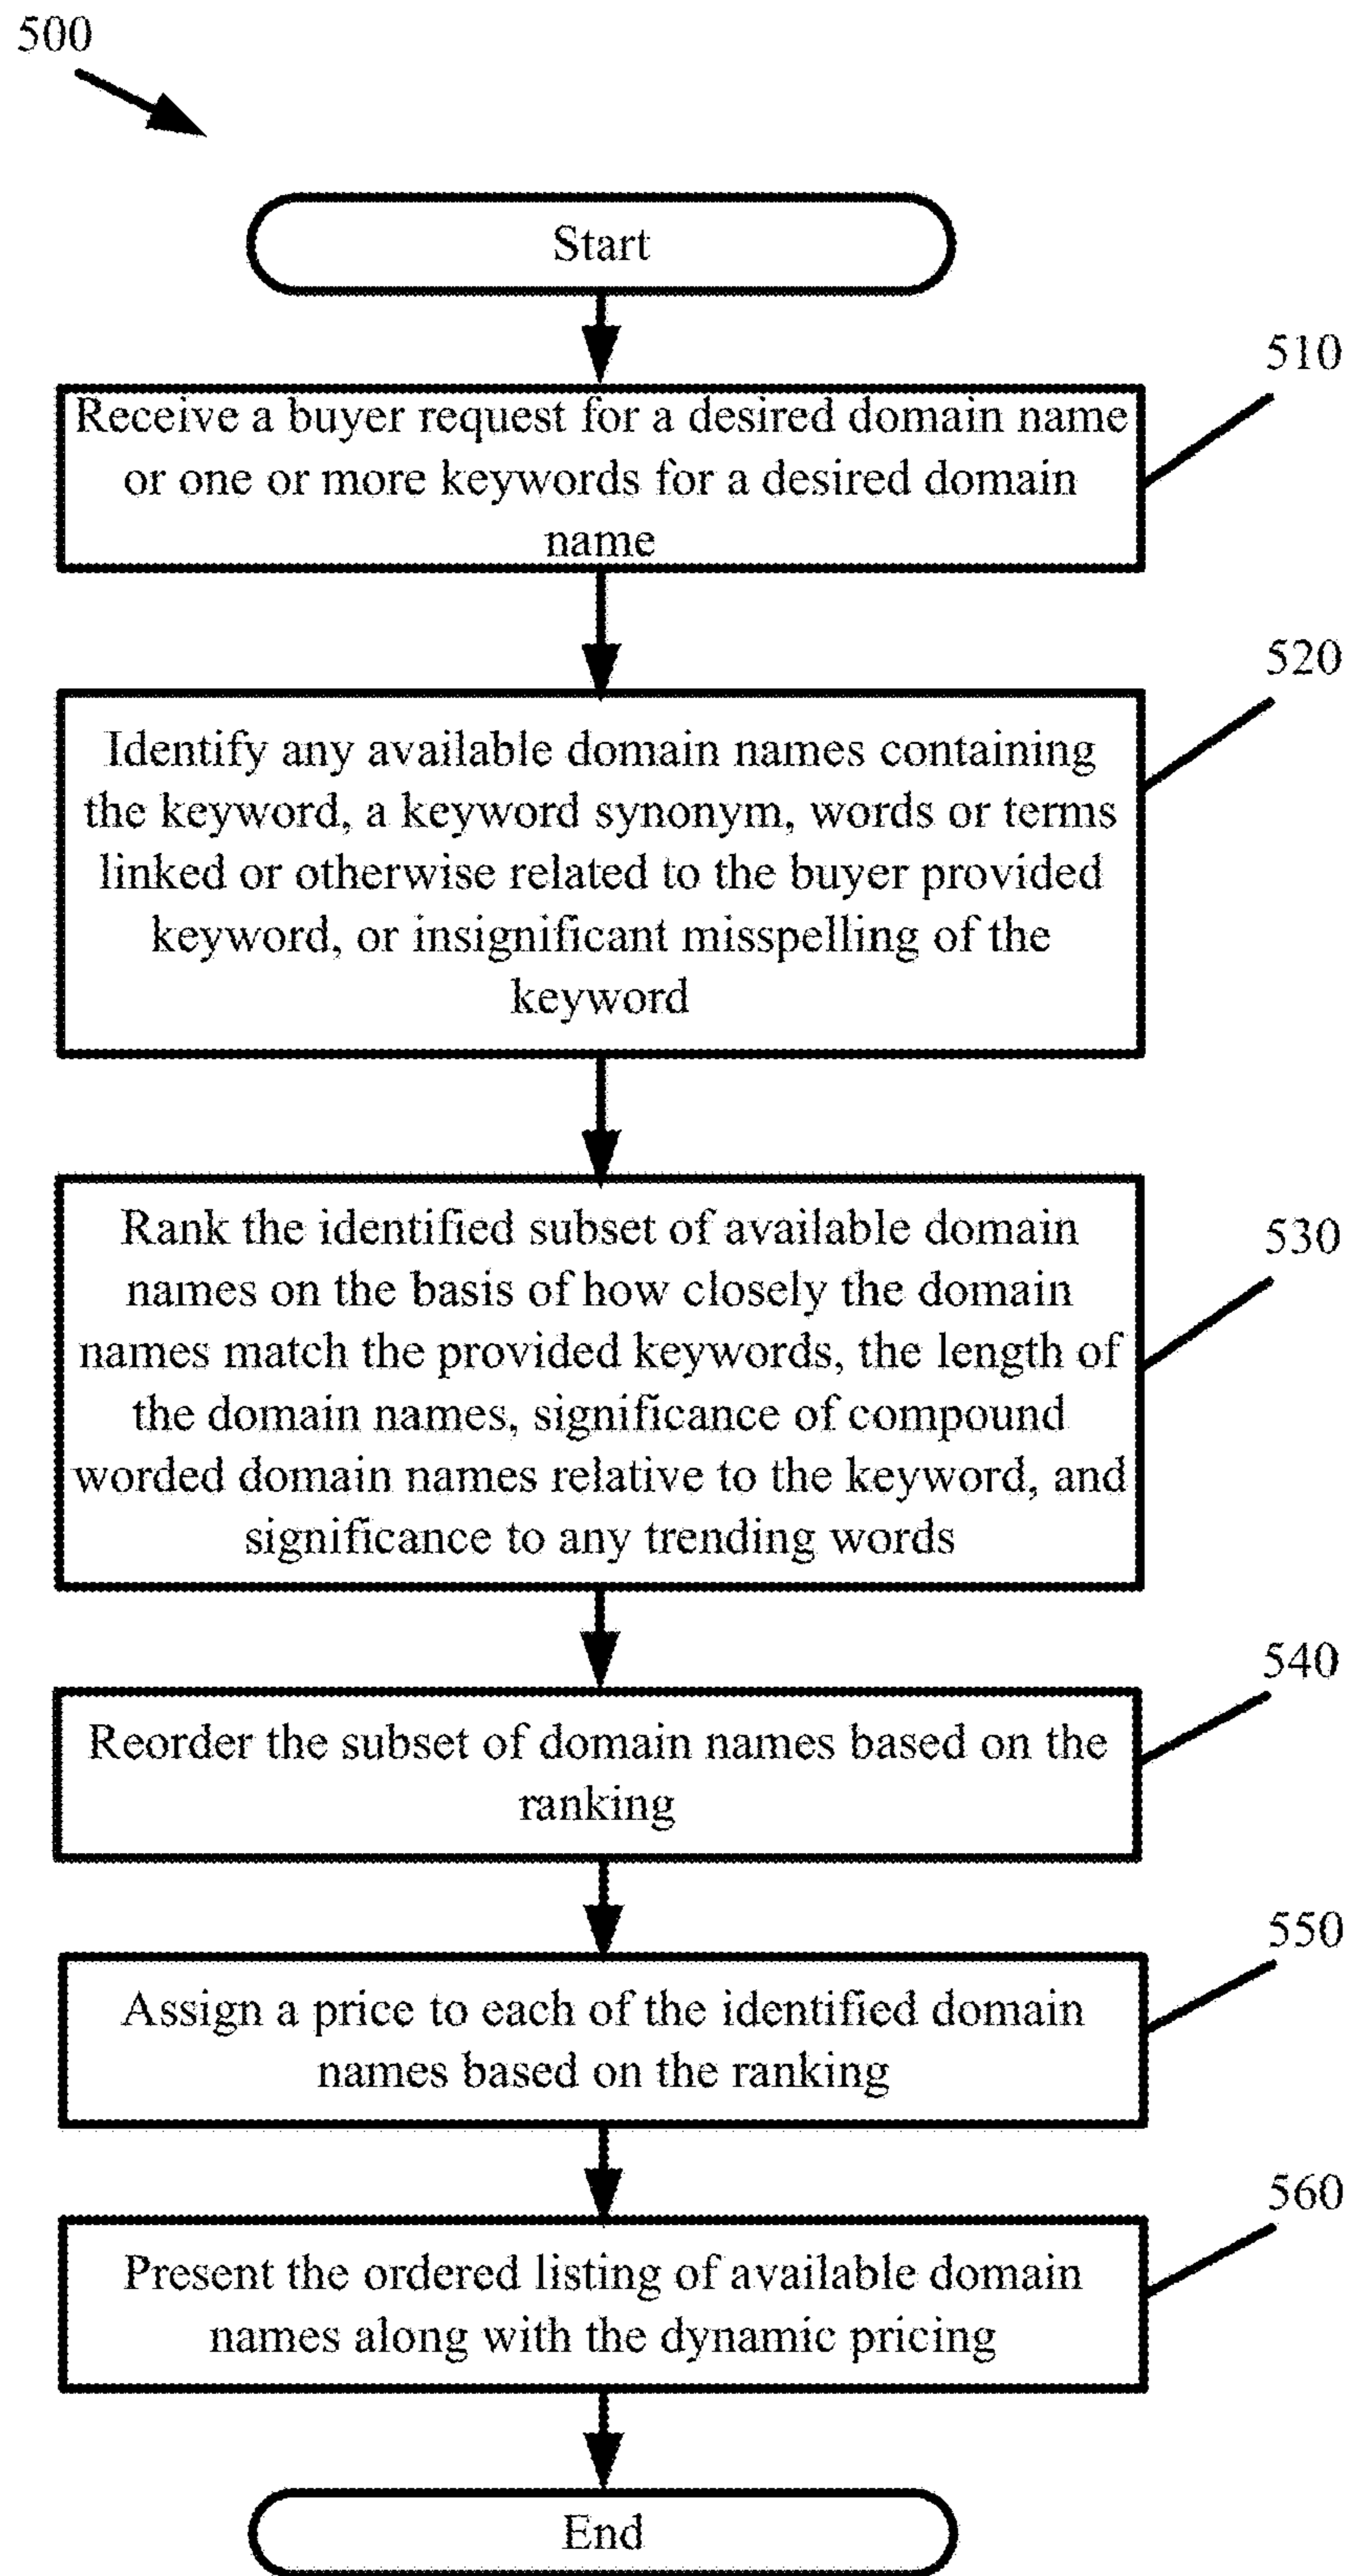 500
Start
510
Receive a buyer request for a desired domain name
or one or more keywords for a desired domain
name
520
Identify any available domain names containing
the keyword, a keyword synonym, words or terms
linked or otherwise related to the buyer provided
keyword, or insignificant misspelling of the
keyword
530
Rank the identified subset of available domain
names on the basis of how closely the domain
names match the provided keywords, the length of
the domain names, significance of compound
worded domain names relative to the keyword, and
significance to any trending words
540
Reorder the subset of domain names based on the
ranking
550
Assign a price to each of the identified domain
names based on the ranking
560
Present the ordered listing of available domain
names along with the dynamic pricing
End